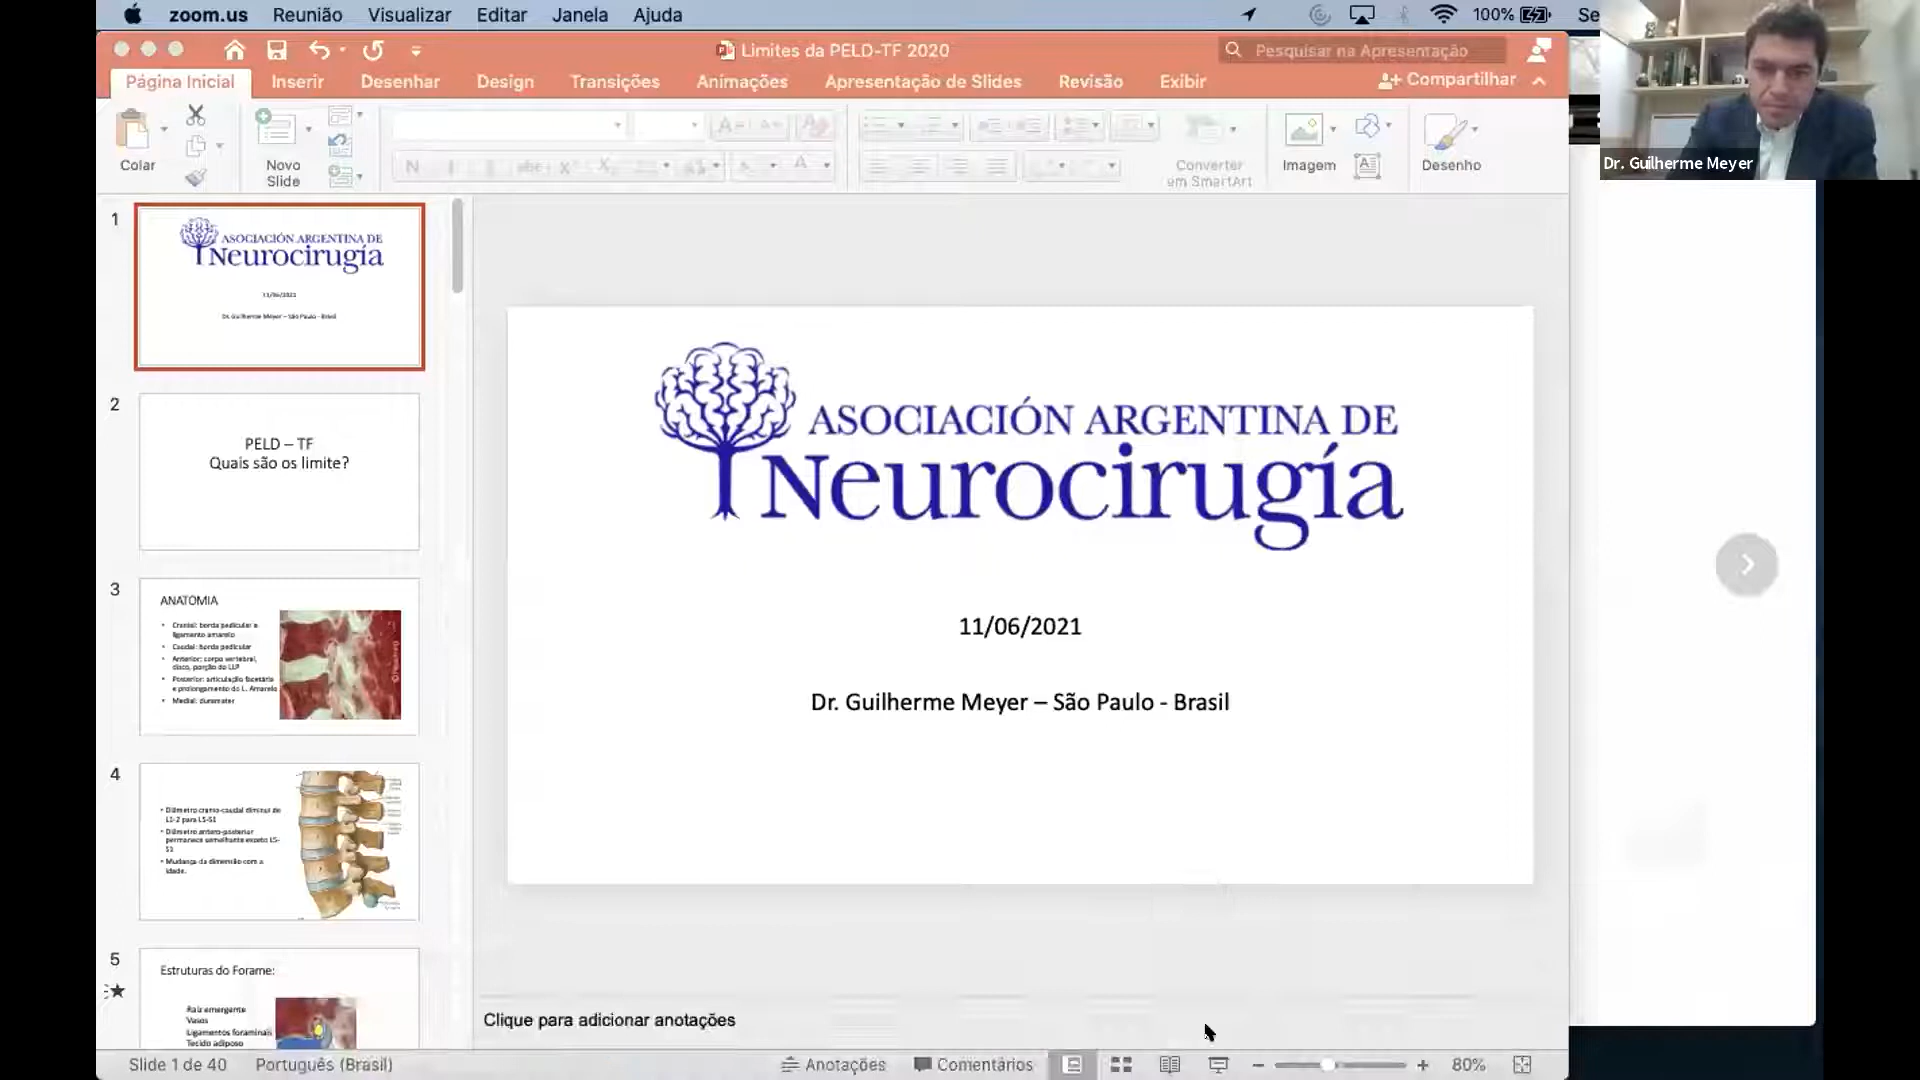 zoom.us Reunião Visualizar Editar Janela Ajuda 100% Se
Limites da PELD-TF 2020
Pesquisar na Apresentação
Página Inicial Inserir Desenhar Design Transições Animações Apresentação de Slides Revisão Exibir Compartilhar
Colar
Novo
Slide
Converter
em SmartArt
Imagem
Desenho
Dr. Guilherme Meyer
1
ASOCIACIÓN ARGENTINA DE
Neurocirugía
11/06/2021
Dr. Guilherme Meyer – São Paulo - Brasil
2
PELD – TF
Quais são os limite?
3
ANATOMIA
• Cranial: borda pedicular e
ligamento amarelo
• Caudal: borda pedicular
• Anterior: corpo vertebral,
disco, porção do LLP
• Posterior: articulação facetária
e prolongamento do L. Amarelo
• Medial: duramater
4
• Diâmetro cranio-caudal diminui de
L1-2 para L5-S1
• Diâmetro antero-posterior
permanece semelhante exceto L5-
S1
• Mudança da dimensão com a
idade.
5
Estruturas do Forame:
Raiz emergente
Vasos
Ligamentos foraminais
Tecido adiposo
ASOCIACIÓN ARGENTINA DE
Neurocirugía
11/06/2021
Dr. Guilherme Meyer – São Paulo - Brasil
Clique para adicionar anotações
Slide 1 de 40 Português (Brasil) Anotações Comentários 80%